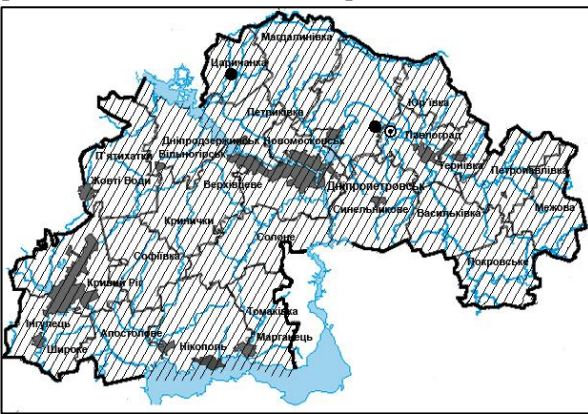 Магдалинівка
Царичанка
Юр'ївка
Петриківка
Дніпродзержинськ
Новомосковськ
Павлоград
П'ятихатки
Вільногірськ
Тернівка
Петропавлівка
Жовті Води
Верхівцеве
Дніпропетровськ
Синельникове
Васильківка
Межова
Кринички
Солоне
Софіївка
Покровське
Кривий Ріг
Томаківка
Інгулець
Апостолове
Марганець
Широке
Нікополь